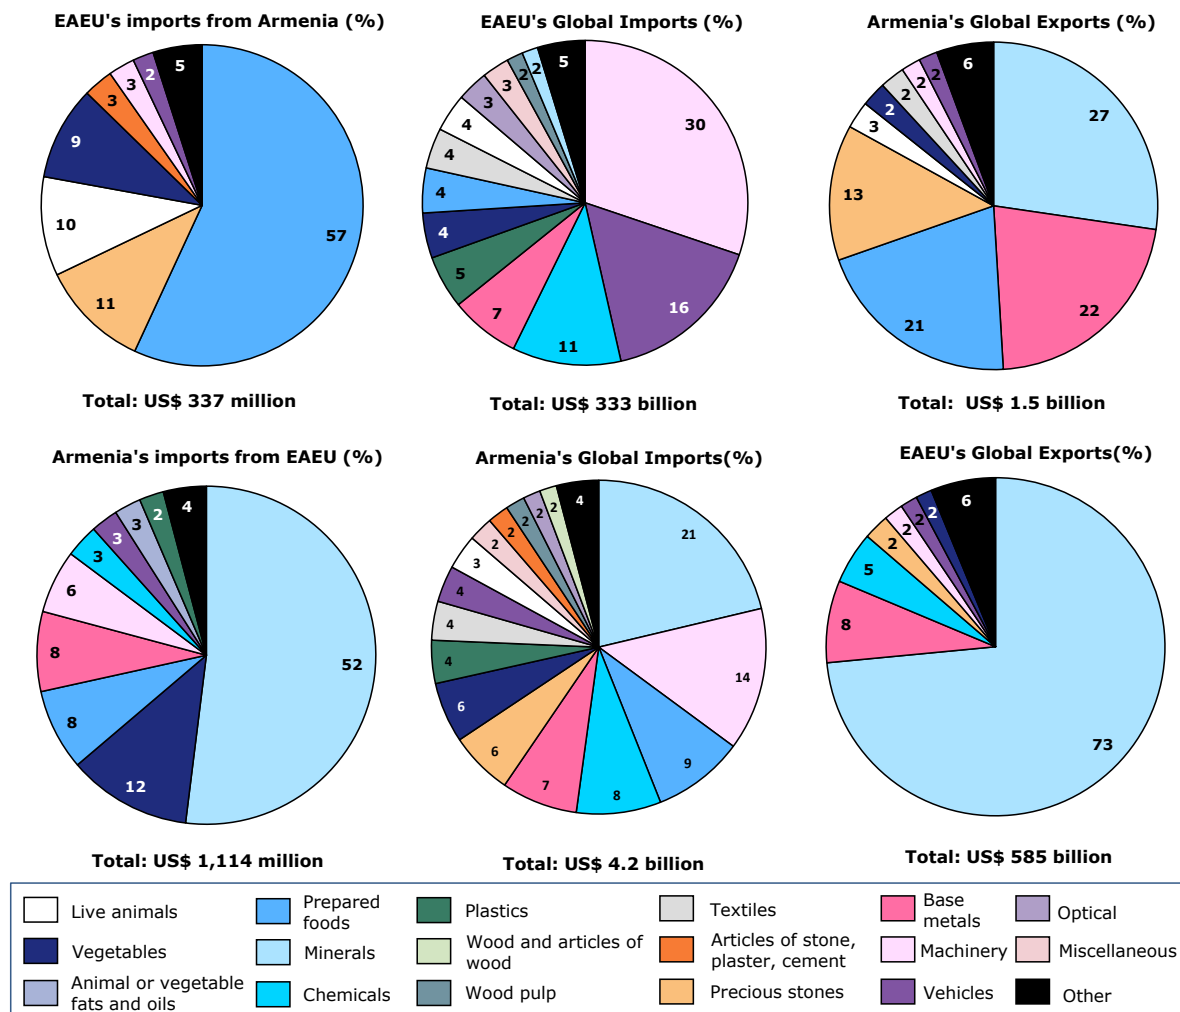 EAEU's imports from Armenia (%)
5
2
3
3
9
10
11
57
Total: US$ 337 million
EAEU's Global Imports (%)
5
2
2
3
3
4
4
4
4
5
7
11
16
30
Total: US$ 333 billion
Armenia's Global Exports (%)
6
2
2
2
2
3
13
21
22
27
Total:  US$ 1.5 billion
Armenia's imports from EAEU (%)
4
2
3
3
3
6
8
8
12
52
Total: US$ 1,114 million
Armenia's Global Imports(%)
4
2
2
2
2
2
3
4
4
4
6
6
7
8
9
14
21
Total: US$ 4.2 billion
EAEU's Global Exports(%)
6
2
2
2
2
5
8
73
Total: US$ 585 billion
Live animals
Prepared
foods
Plastics
Textiles
Base
metals
Optical
Vegetables
Minerals
Wood and articles of
wood
Articles of stone,
plaster, cement
Machinery
Miscellaneous
Animal or vegetable
fats and oils
Chemicals
Wood pulp
Precious stones
Vehicles
Other